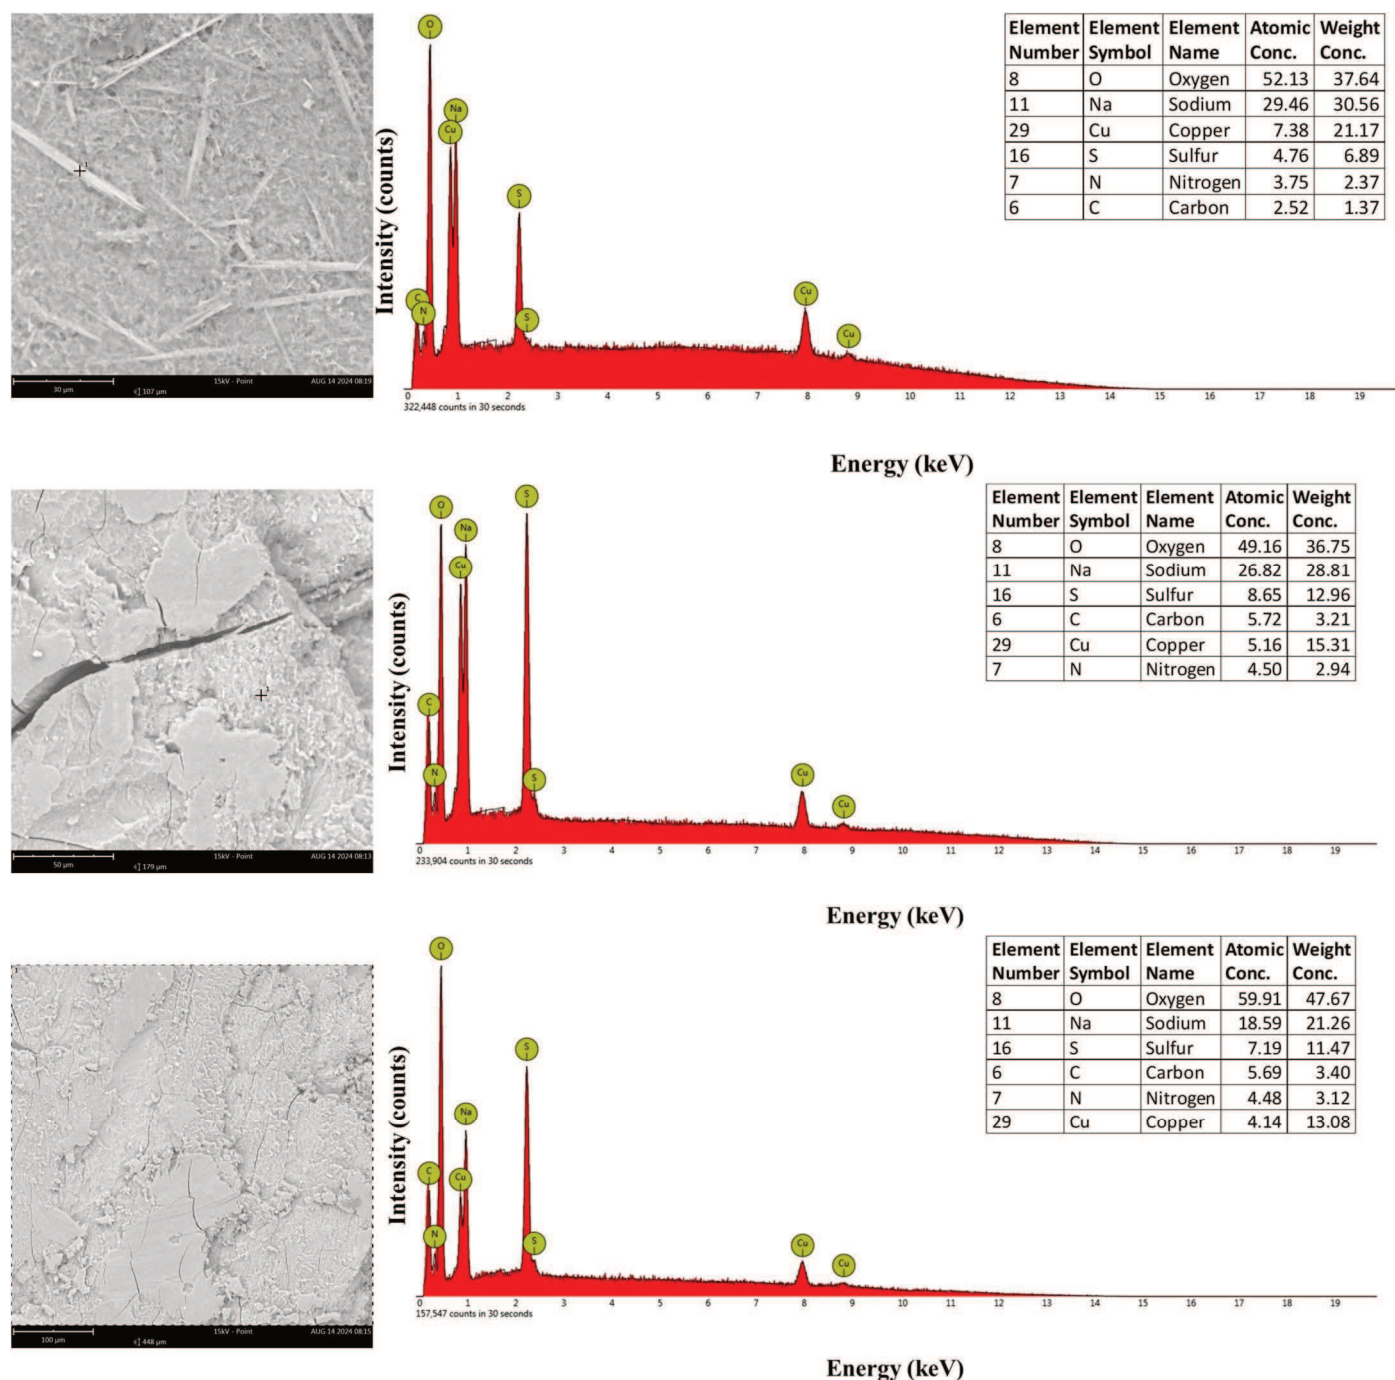 O
Na
Cu
S
C
N
S
Cu
Cu
Intensity (counts)
0 1 2 3 4 5 6 7 8 9 10 11 12 13 14 15 16 17 18 19
322,448 counts in 30 seconds
Energy (keV)
1
30 µm 107 µm 15kV - Point AUG 14 2024 08:19
Element Number Element Symbol Element Name Atomic Conc. Weight Conc.
8 O Oxygen 52.13 37.64
11 Na Sodium 29.46 30.56
29 Cu Copper 7.38 21.17
16 S Sulfur 4.76 6.89
7 N Nitrogen 3.75 2.37
6 C Carbon 2.52 1.37
1
50 µm 179 µm 15kV - Point AUG 14 2024 08:13
S
O
Na
Cu
C
N
S
Cu
Cu
Intensity (counts)
0 1 2 3 4 5 6 7 8 9 10 11 12 13 14 15 16 17 18 19
233,904 counts in 30 seconds
Energy (keV)
Element Number Element Symbol Element Name Atomic Conc. Weight Conc.
8 O Oxygen 49.16 36.75
11 Na Sodium 26.82 28.81
16 S Sulfur 8.65 12.96
6 C Carbon 5.72 3.21
29 Cu Copper 5.16 15.31
7 N Nitrogen 4.50 2.94
1
100 µm 448 µm 15kV - Point AUG 14 2024 08:15
O
S
Na
C
Cu
N
S
Cu
Cu
Intensity (counts)
0 1 2 3 4 5 6 7 8 9 10 11 12 13 14 15 16 17 18 19
157,547 counts in 30 seconds
Energy (keV)
Element Number Element Symbol Element Name Atomic Conc. Weight Conc.
8 O Oxygen 59.91 47.67
11 Na Sodium 18.59 21.26
16 S Sulfur 7.19 11.47
6 C Carbon 5.69 3.40
7 N Nitrogen 4.48 3.12
29 Cu Copper 4.14 13.08